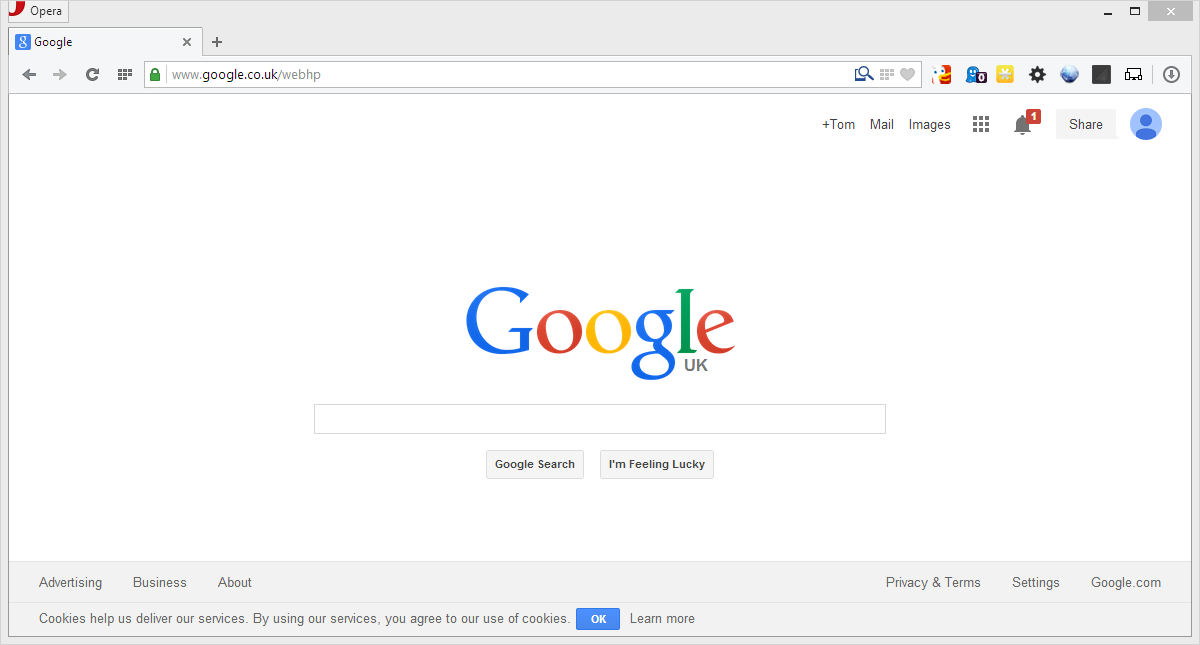 Opera
Google
www.google.co.uk/webhp
0
+Tom Mail Images 1 Share
Google
UK
Google Search I'm Feeling Lucky
Advertising Business About Privacy & Terms Settings Google.com
Cookies help us deliver our services. By using our services, you agree to our use of cookies. OK Learn more